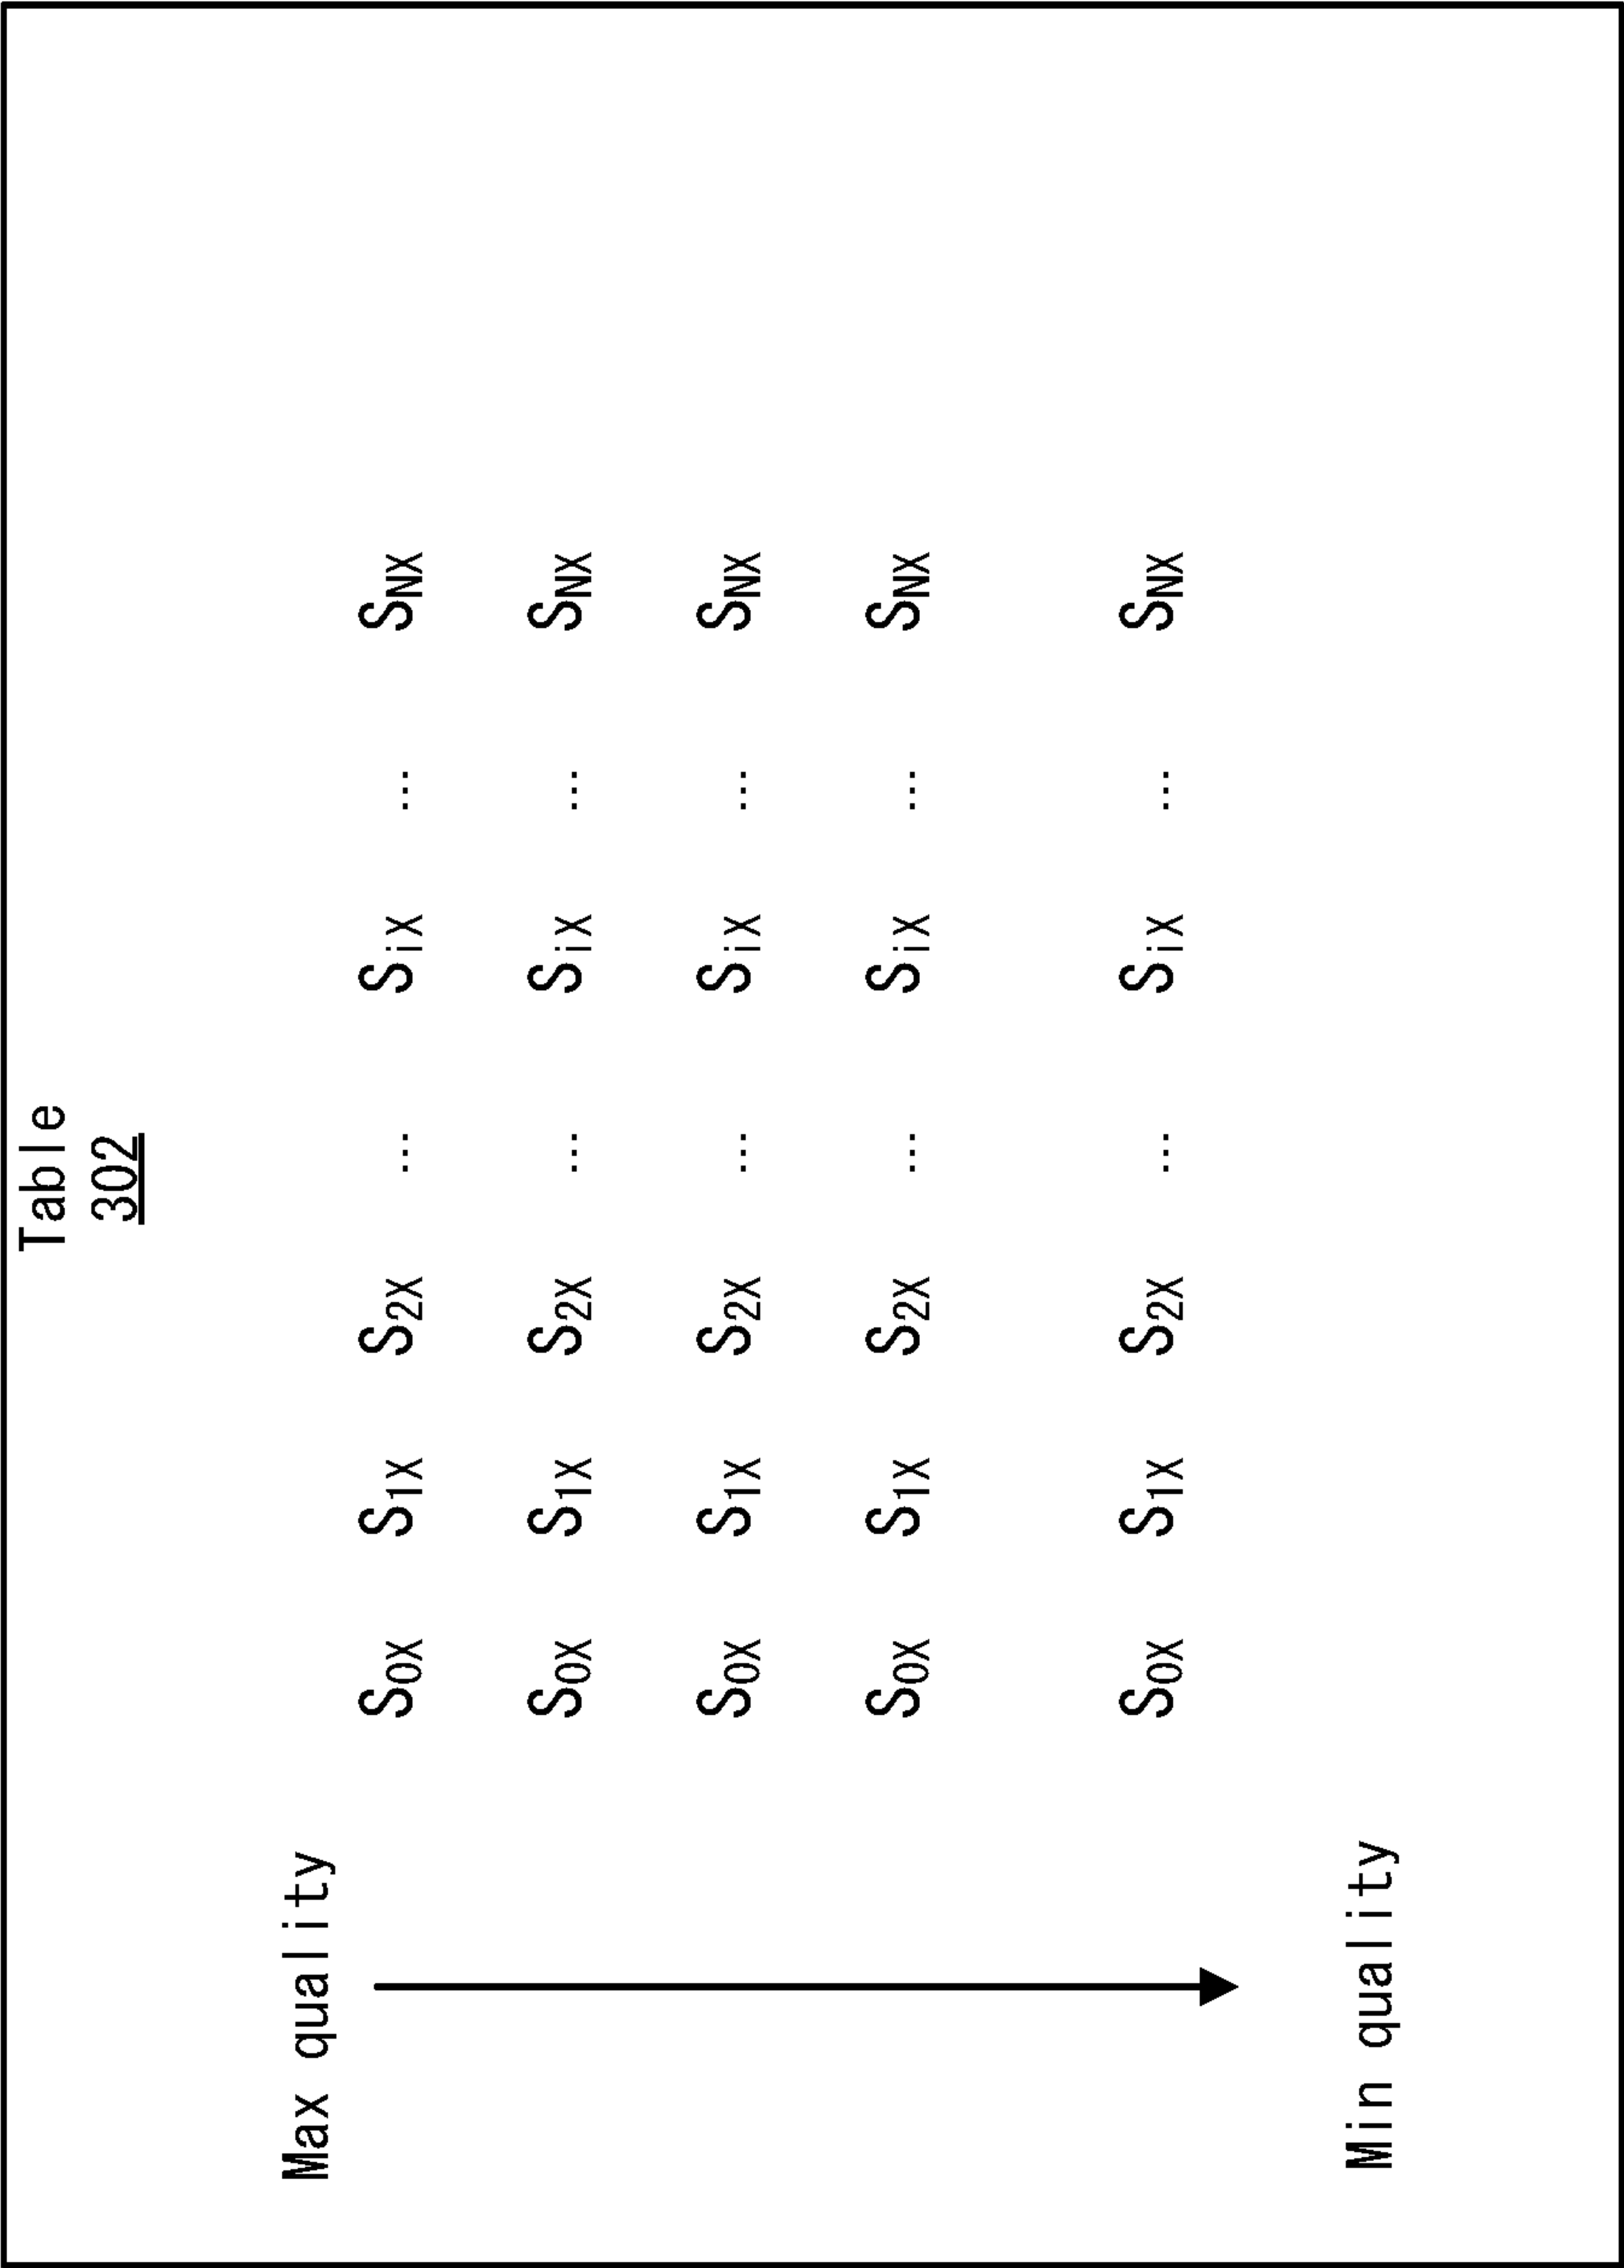 Table
302
Max quality
S0X S1X S2X ... SiX ... SNX
S0X S1X S2X ... SiX ... SNX
S0X S1X S2X ... SiX ... SNX
S0X S1X S2X ... SiX ... SNX
S0X S1X S2X ... SiX ... SNX
Min quality